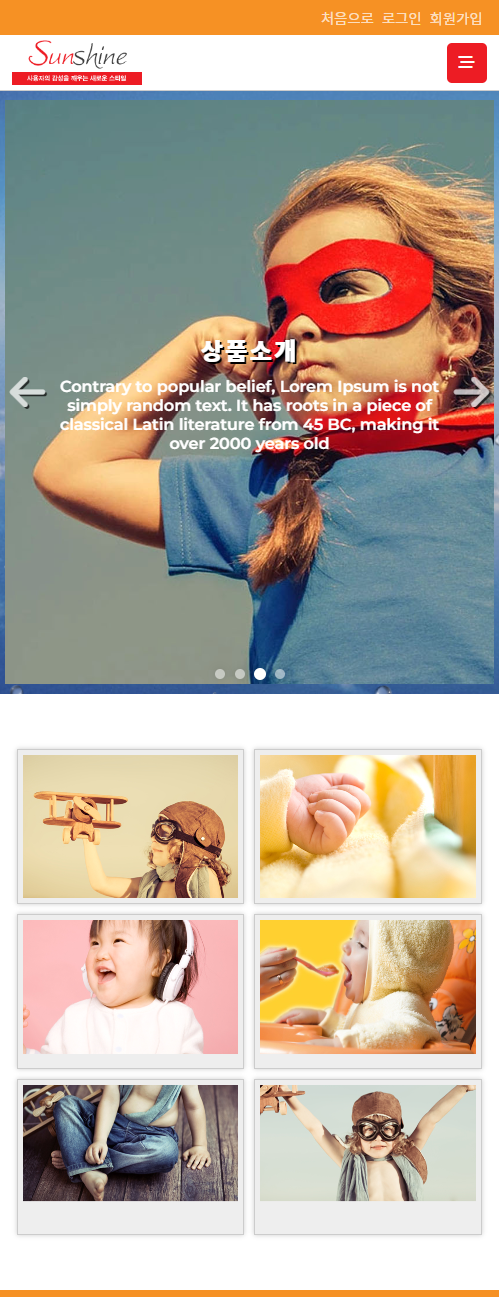 처음으로 로그인 회원가입
Sunshine
사용자의 감성을 깨우는 새로운 스타일
상품소개
Contrary to popular belief, Lorem Ipsum is not
simply random text. It has roots in a piece of
classical Latin literature from 45 BC, making it
over 2000 years old